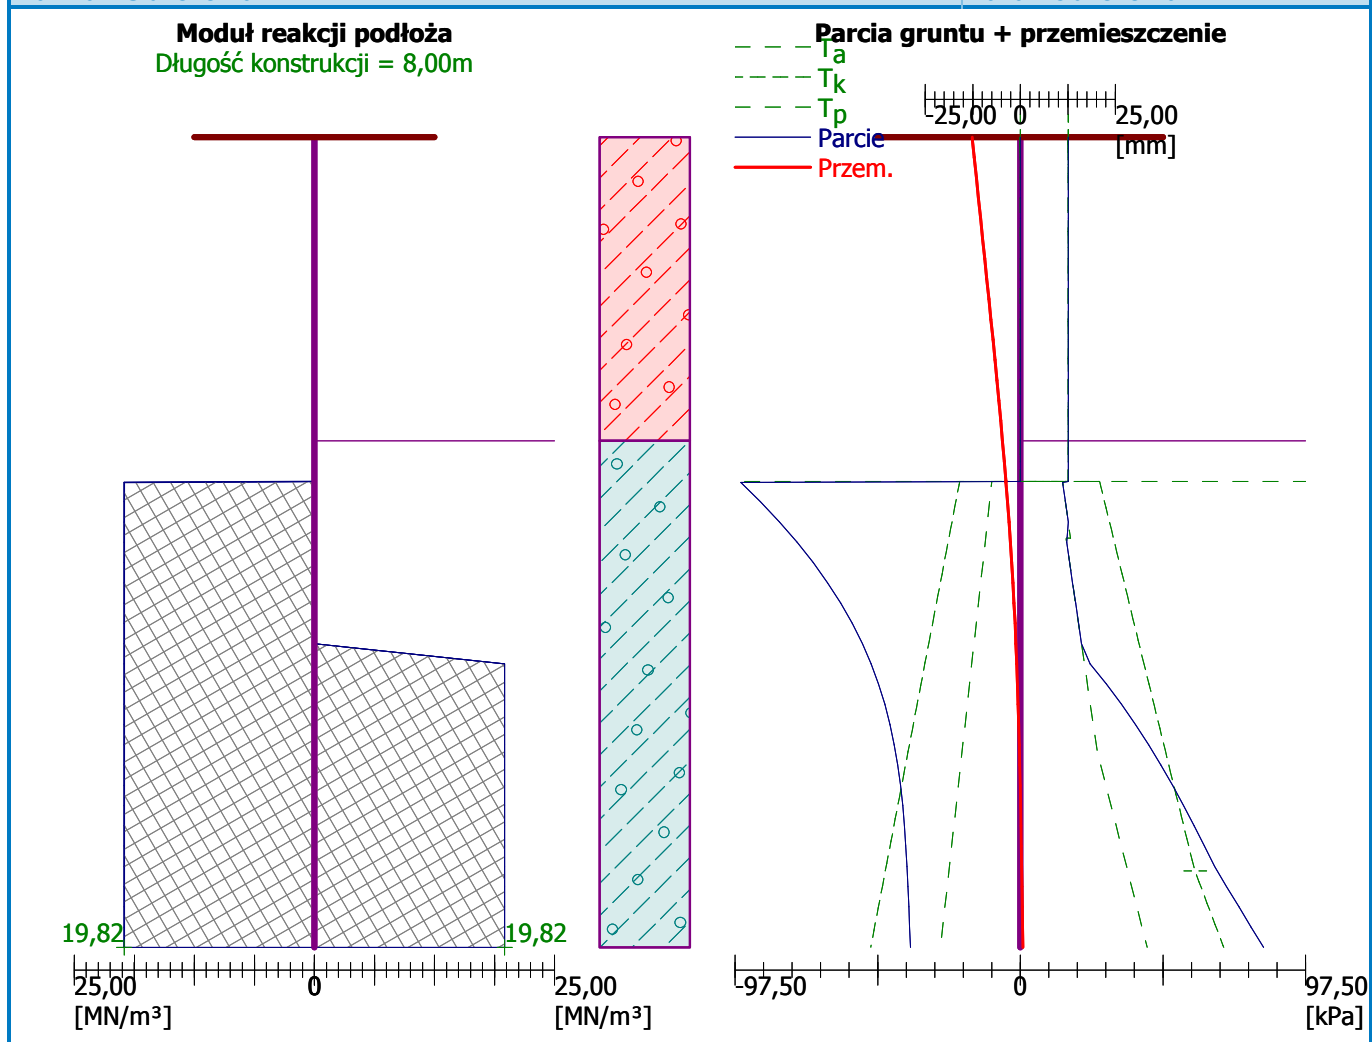 Moduł reakcji podłoża
Długość konstrukcji = 8,00m
19,82
19,82
25,00
0
25,00
[MN/m³]
[MN/m³]
Parcia gruntu + przemieszczenie
Ta
Tk
Tp
Parcie
Przem.
-25,00
0
25,00
[mm]
-97,50
0
97,50
[kPa]